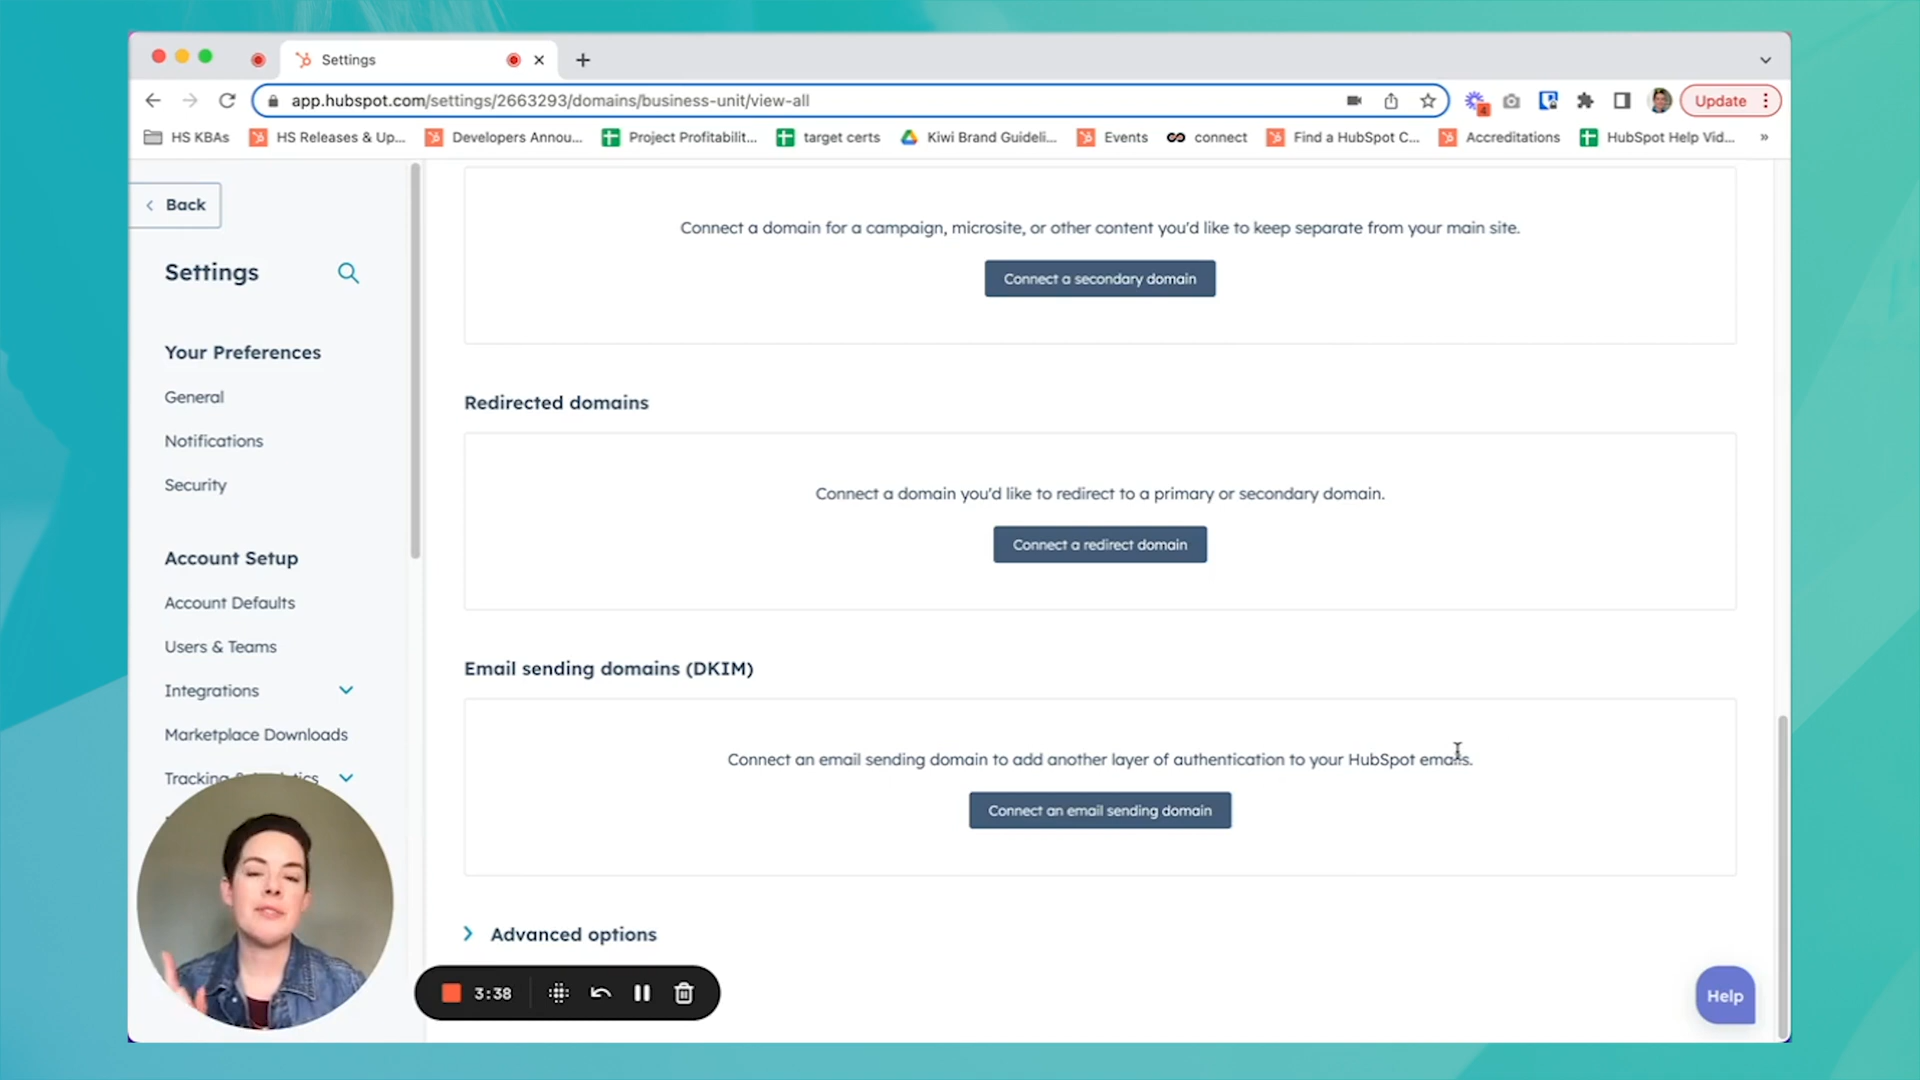 Settings
app.hubspot.com/settings/2663293/domains/business-unit/view-all
4
Update
HS KBAs
HS Releases & Up...
Developers Annou...
Project Profitabilit...
target certs
Kiwi Brand Guideli...
Events
connect
Find a HubSpot C...
Accreditations
HubSpot Help Vid...
»
Back
Settings
Your Preferences
General
Notifications
Security
Account Setup
Account Defaults
Users & Teams
Integrations
Marketplace Downloads
Connect a domain for a campaign, microsite, or other content you'd like to keep separate from your main site.
Connect a secondary domain
Redirected domains
Connect a domain you'd like to redirect to a primary or secondary domain.
Connect a redirect domain
Email sending domains (DKIM)
Connect an email sending domain to add another layer of authentication to your HubSpot emails.
Connect an email sending domain
Advanced options
3:38
Help